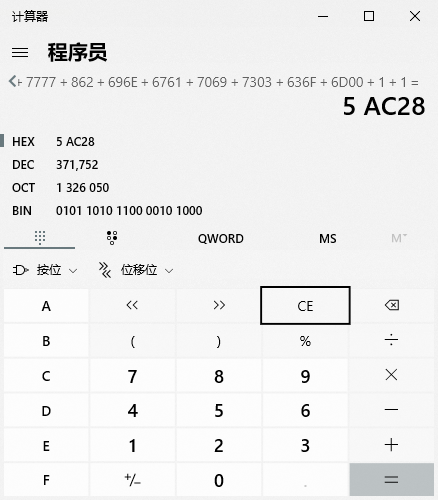 计算器
程序员
+ 7777 + 862 + 696E + 6761 + 7069 + 7303 + 636F + 6D00 + 1 + 1 =
5 AC28
HEX 5 AC28
DEC 371,752
OCT 1 326 050
BIN 0101 1010 1100 0010 1000
QWORD MS M˅
按位 位移位
A << >> CE
B ( ) % ÷
C 7 8 9 ×
D 4 5 6 −
E 1 2 3 +
F +/− 0 . =